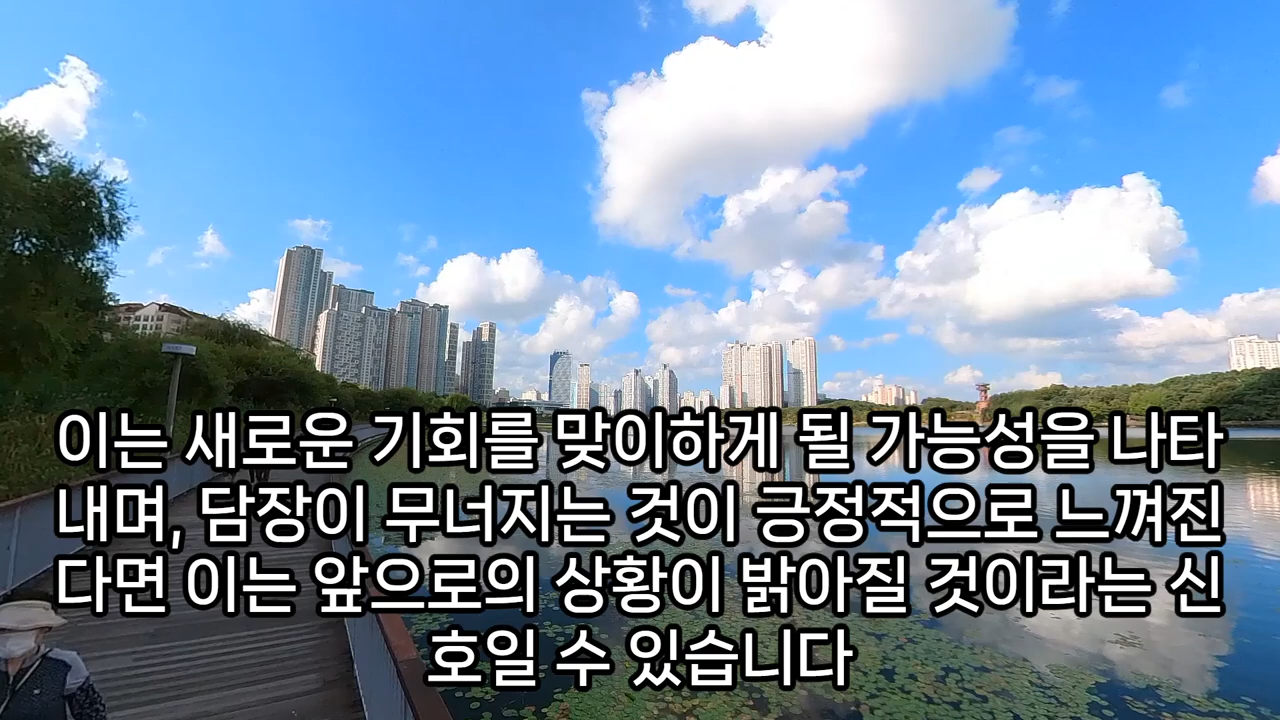 이는 새로운 기회를 맞이하게 될 가능성을 나타
내며, 담장이 무너지는 것이 긍정적으로 느껴진
다면 이는 앞으로의 상황이 밝아질 것이라는 신
호일 수 있습니다